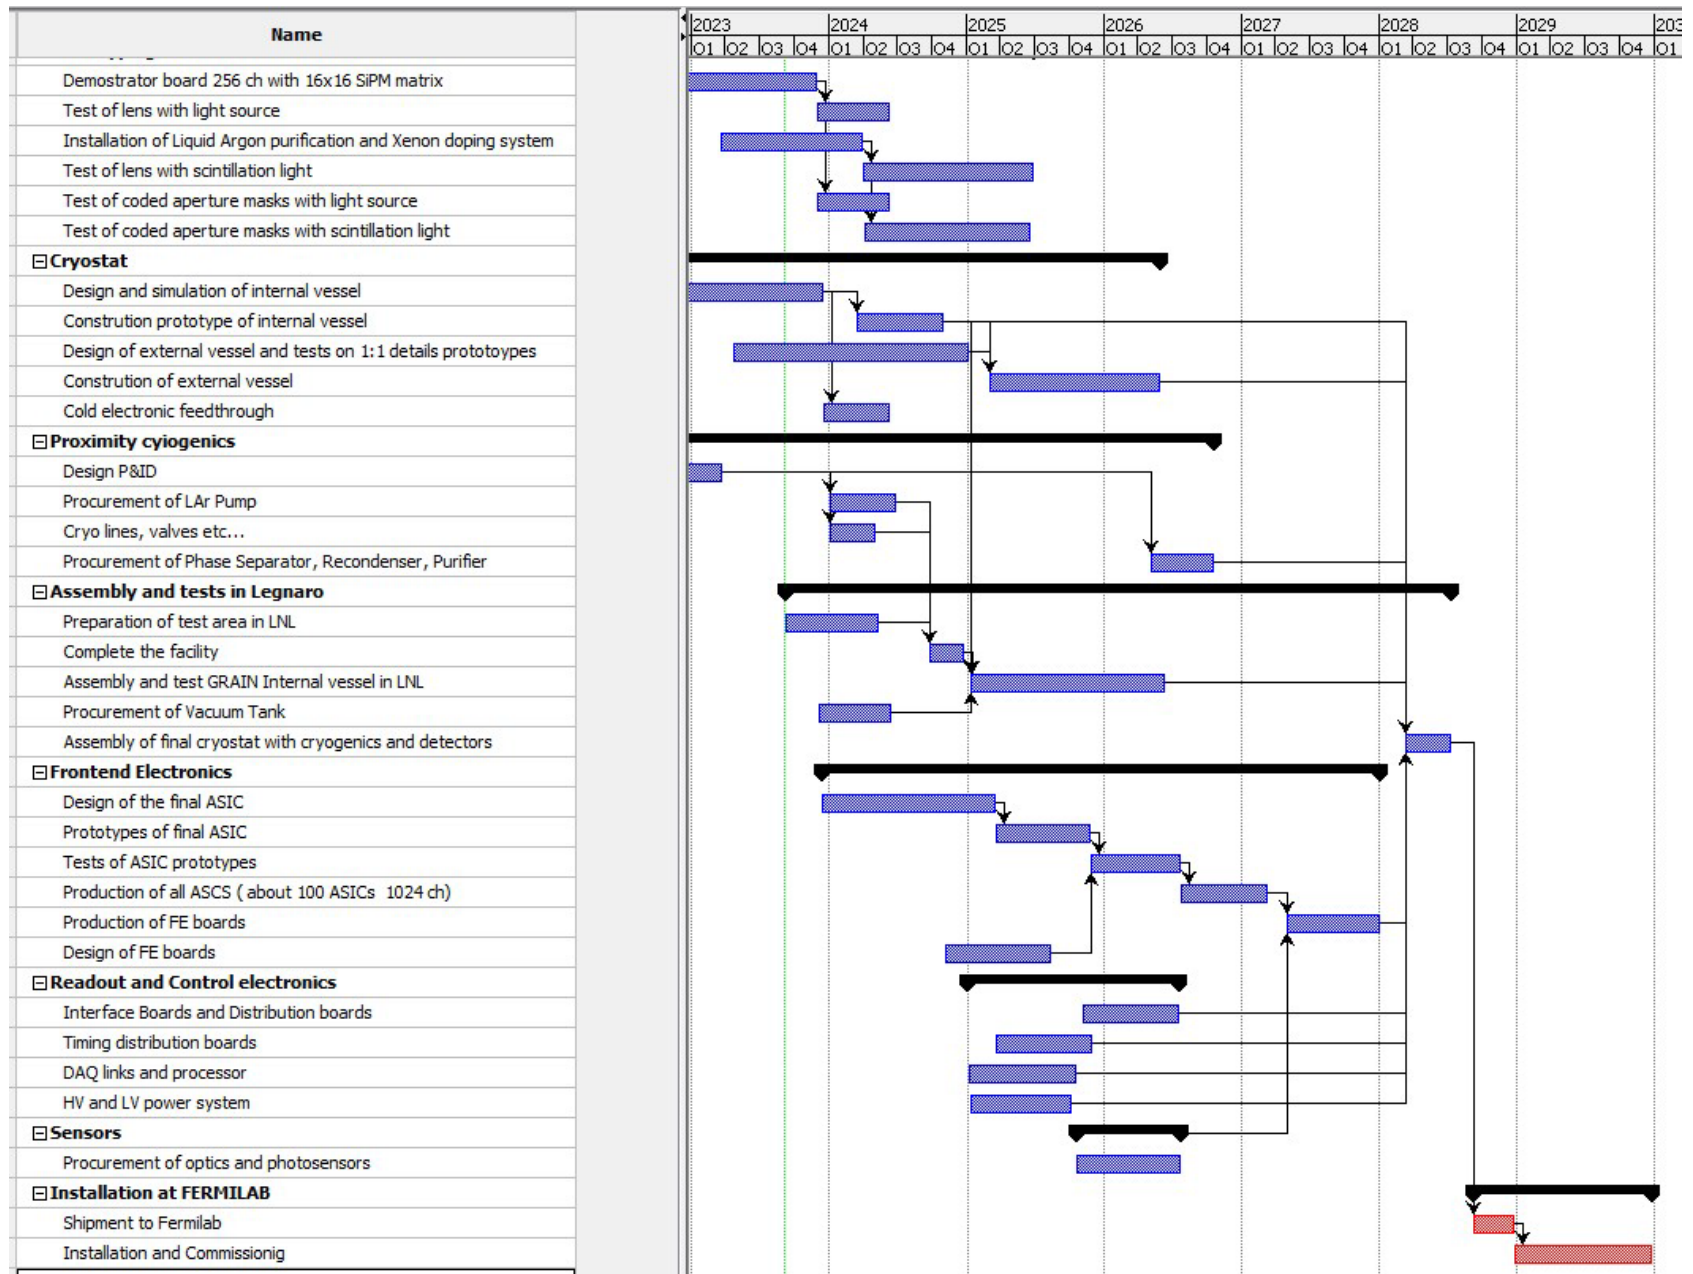 Name
2023 2024 2025 2026 2027 2028 2029 203
Q1 Q2 Q3 Q4 Q1 Q2 Q3 Q4 Q1 Q2 Q3 Q4 Q1 Q2 Q3 Q4 Q1 Q2 Q3 Q4 Q1 Q2 Q3 Q4 Q1 Q2 Q3 Q4 Q1
Demostrator board 256 ch with 16x16 SiPM matrix
Test of lens with light source
Installation of Liquid Argon purification and Xenon doping system
Test of lens with scintillation light
Test of coded aperture masks with light source
Test of coded aperture masks with scintillation light
Cryostat
Design and simulation of internal vessel
Constrution prototype of internal vessel
Design of external vessel and tests on 1:1 details prototoypes
Constrution of external vessel
Cold electronic feedthrough
Proximity cyiogenics
Design P&ID
Procurement of LAr Pump
Cryo lines, valves etc...
Procurement of Phase Separator, Recondenser, Purifier
Assembly and tests in Legnaro
Preparation of test area in LNL
Complete the facility
Assembly and test GRAIN Internal vessel in LNL
Procurement of Vacuum Tank
Assembly of final cryostat with cryogenics and detectors
Frontend Electronics
Design of the final ASIC
Prototypes of final ASIC
Tests of ASIC prototypes
Production of all ASCS ( about 100 ASICs 1024 ch)
Production of FE boards
Design of FE boards
Readout and Control electronics
Interface Boards and Distribution boards
Timing distribution boards
DAQ links and processor
HV and LV power system
Sensors
Procurement of optics and photosensors
Installation at FERMILAB
Shipment to Fermilab
Installation and Commissionig